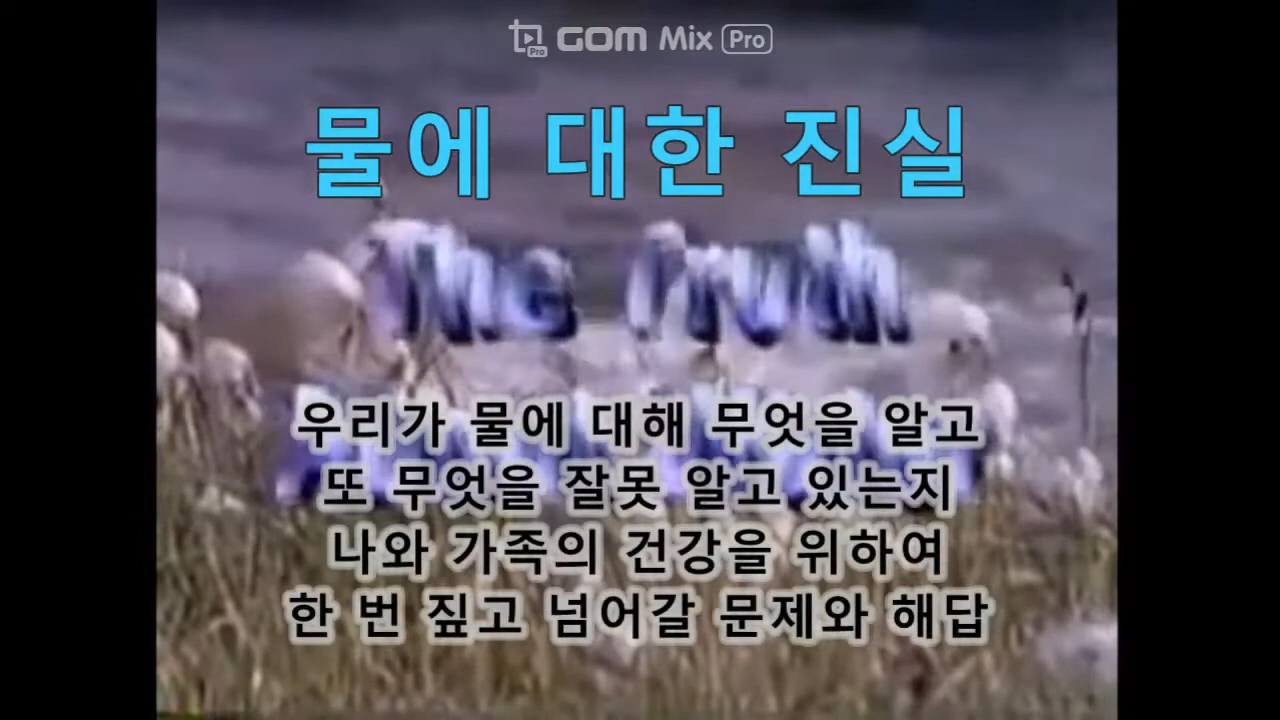 GOM Mix Pro
Pro
물에 대한 진실
The Truth
우리가 물에 대해 무엇을 알고
또 무엇을 잘못 알고 있는지
나와 가족의 건강을 위하여
한 번 짚고 넘어갈 문제와 해답